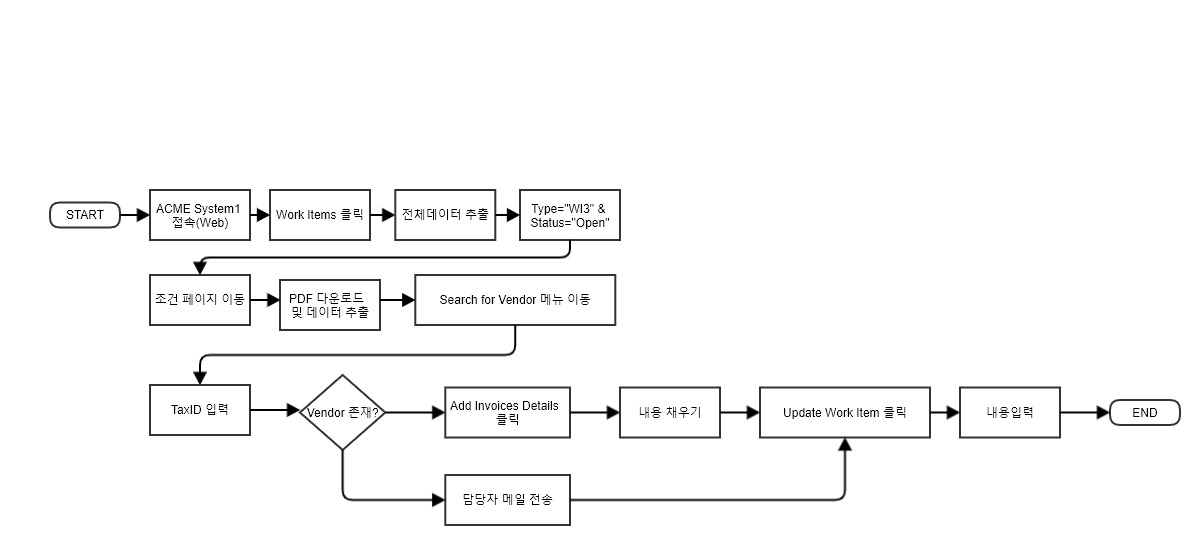 START
ACME System1
접속(Web)
Work Items 클릭
전체데이터 추출
Type="WI3" &
Status="Open"
조건 페이지 이동
PDF 다운로드
및 데이터 추출
Search for Vendor 메뉴 이동
TaxID 입력
Vendor 존재?
Add Invoices Details
클릭
내용 채우기
Update Work Item 클릭
내용입력
END
담당자 메일 전송